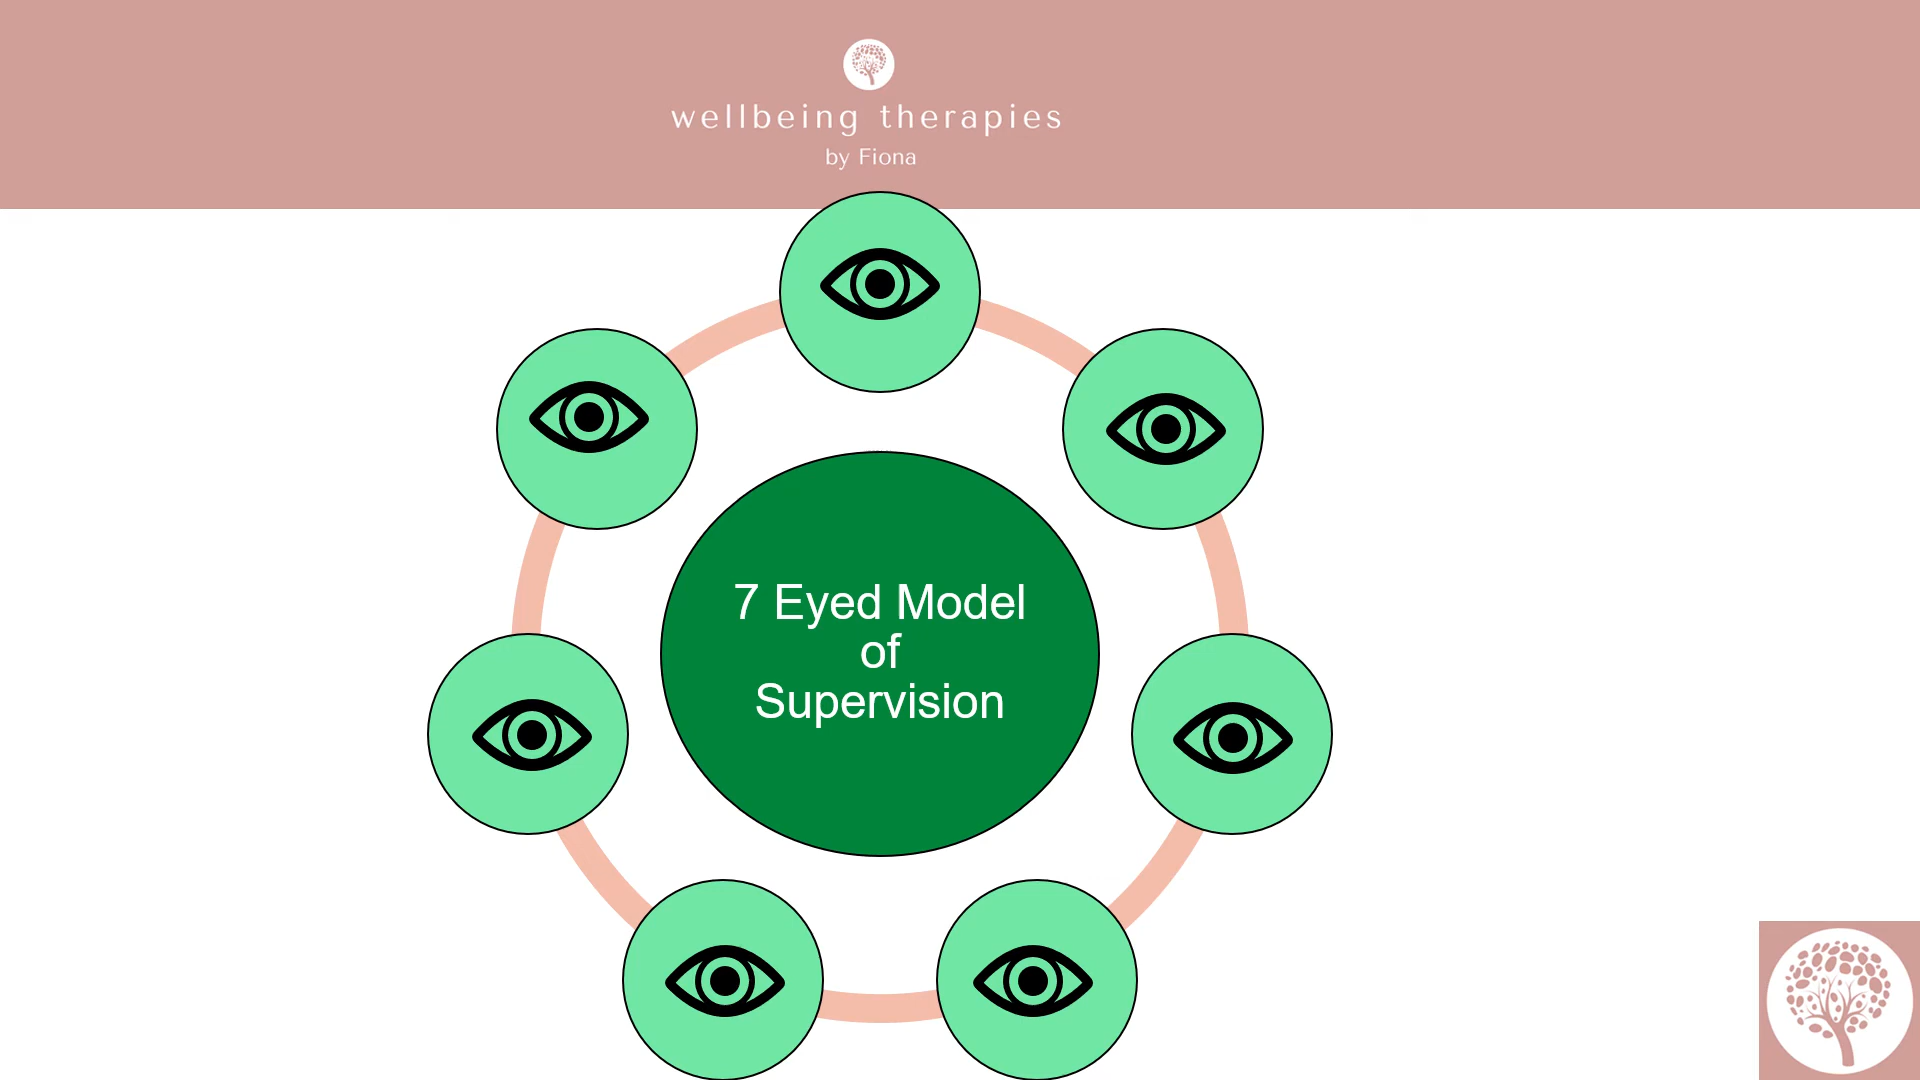 wellbeing therapies
by Fiona
7 Eyed Model
of
Supervision